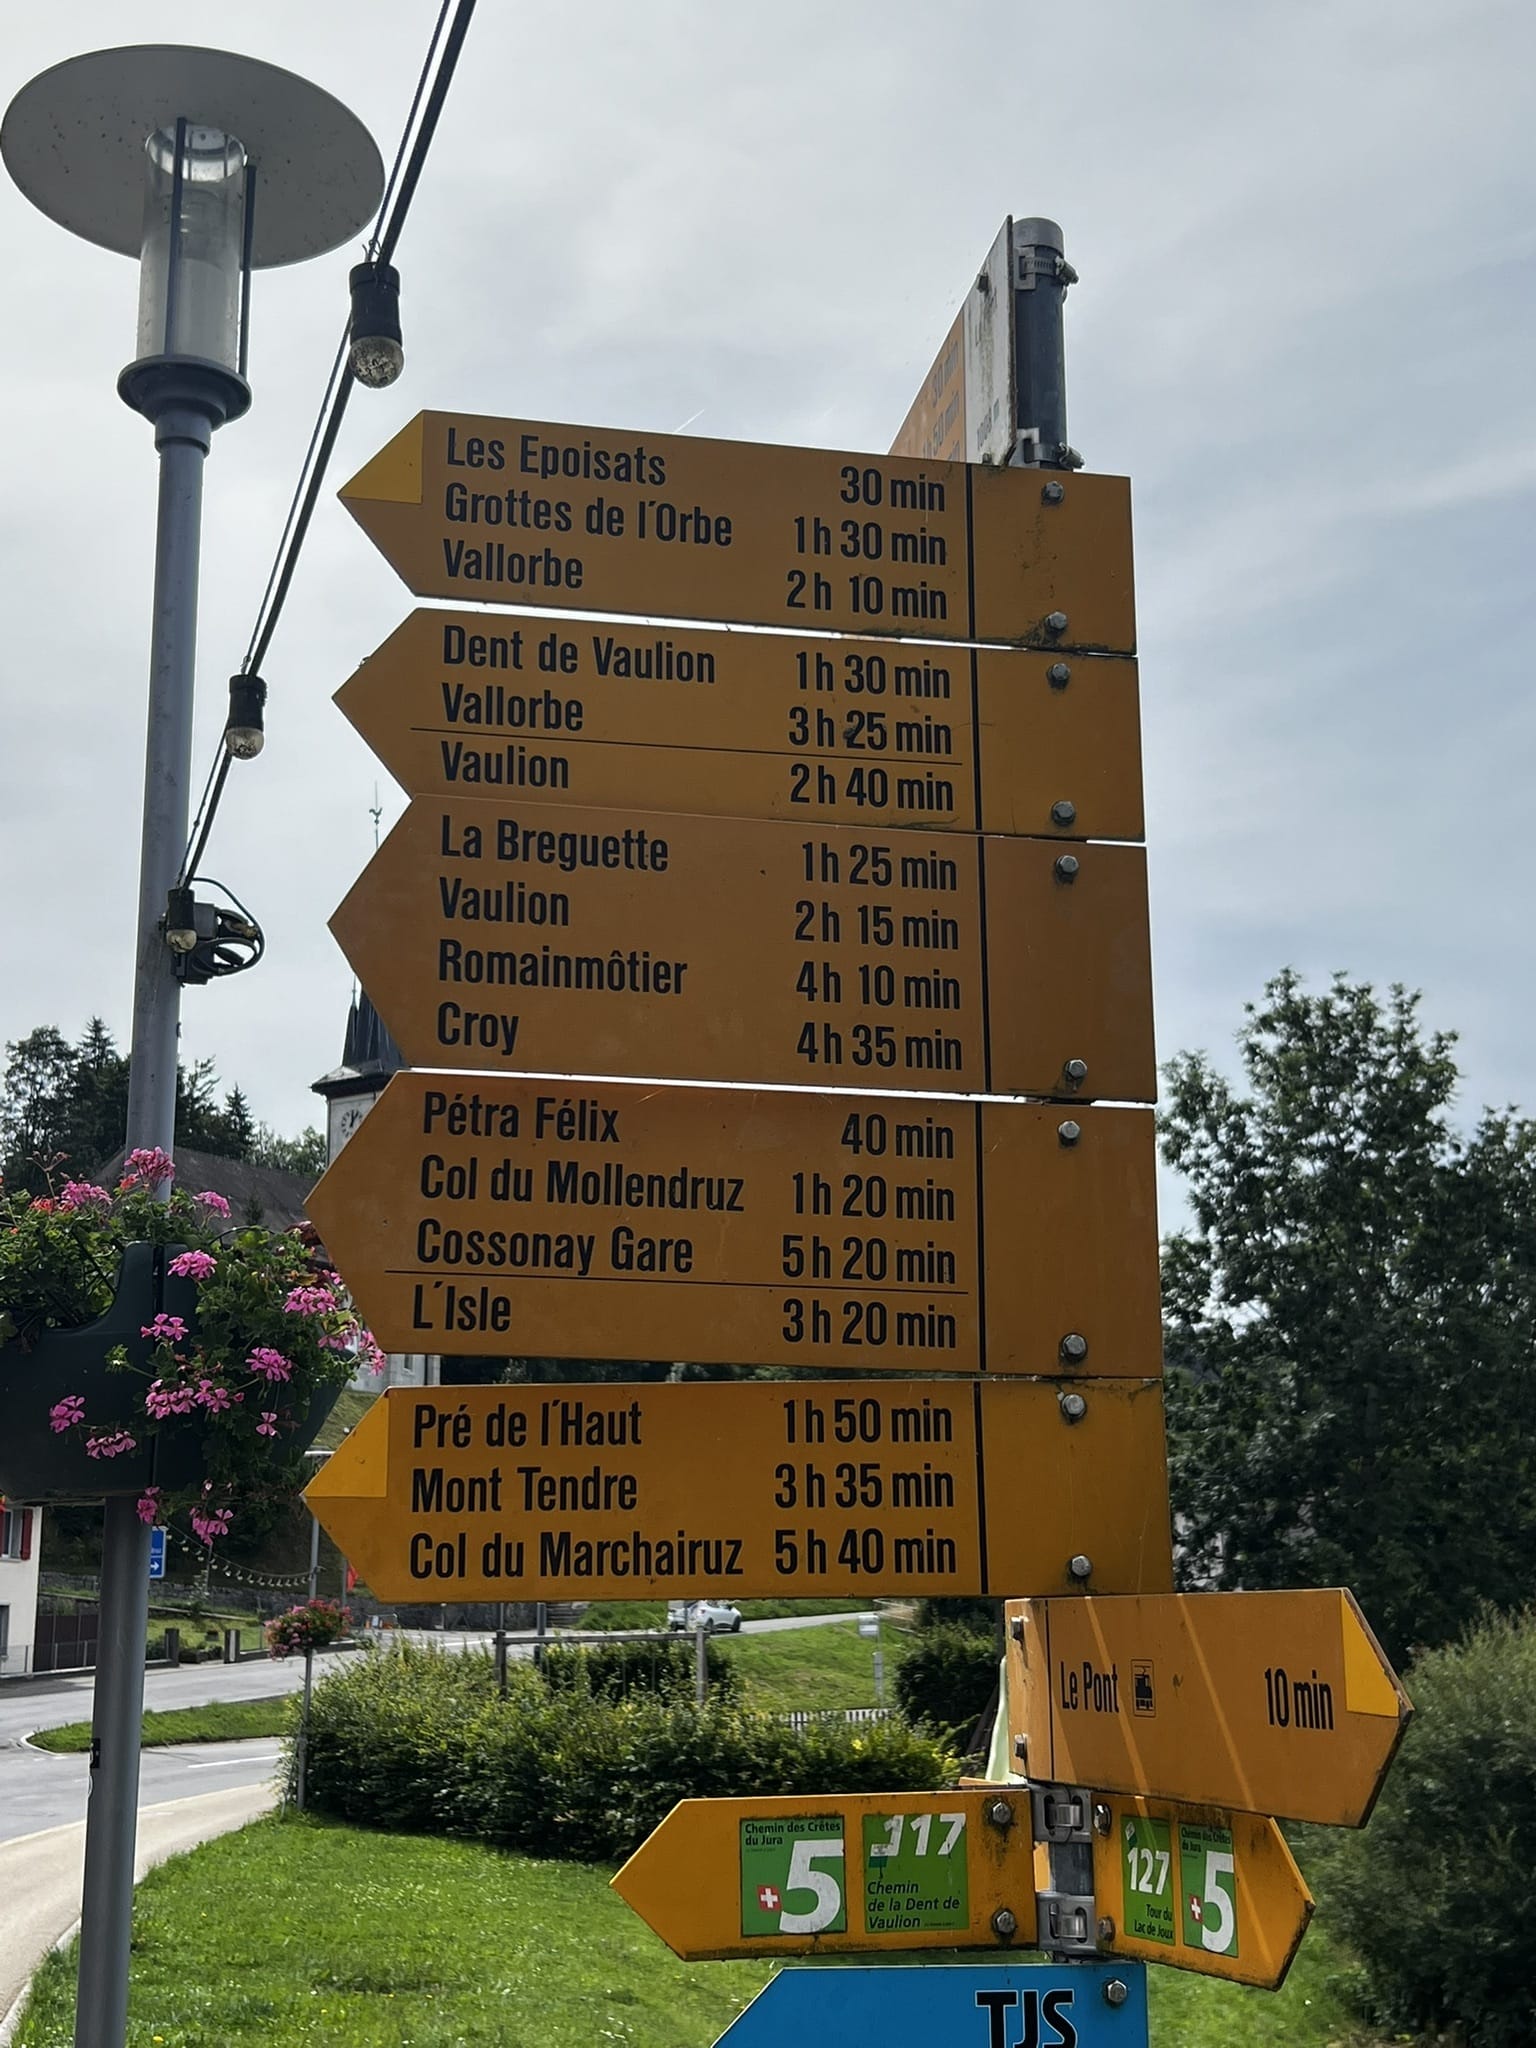 30 min
50 min
Les Epoisats 30 min
Grottes de l'Orbe 1h 30 min
Vallorbe 2h 10 min
Dent de Vaulion 1h 30 min
Vallorbe 3h 25 min
Vaulion 2h 40 min
La Breguette 1h 25 min
Vaulion 2h 15 min
Romainmôtier 4h 10 min
Croy 4h 35 min
Pétra Félix 40 min
Col du Mollendruz 1h 20 min
Cossonay Gare 5h 20 min
L'Isle 3h 20 min
Pré de l'Haut 1h 50 min
Mont Tendre 3h 35 min
Col du Marchairuz 5h 40 min
Le Pont 10 min
Chemin des Crêtes
du Jura
5
117
Chemin
de la Dent de
Vaulion
127
Tour du
Lac de Joux
Chemin des Crêtes
du Jura
5
TJS